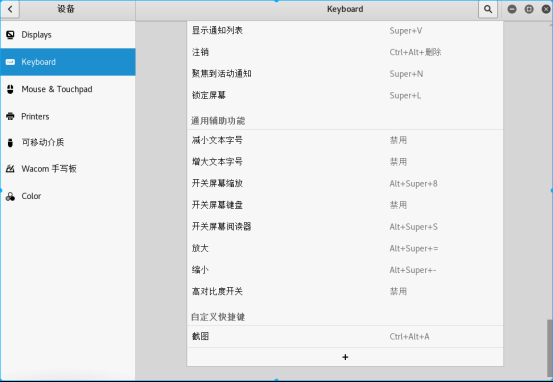 设备
Keyboard
Displays
Keyboard
Mouse & Touchpad
Printers
可移动介质
Wacom 手写板
Color
显示通知列表 Super+V
注销 Ctrl+Alt+删除
聚焦到活动通知 Super+N
锁定屏幕 Super+L
通用辅助功能
减小文本字号 禁用
增大文本字号 禁用
开关屏幕缩放 Alt+Super+8
开关屏幕键盘 禁用
开关屏幕阅读器 Alt+Super+S
放大 Alt+Super+=
缩小 Alt+Super+-
高对比度开关 禁用
自定义快捷键
截图 Ctrl+Alt+A
+